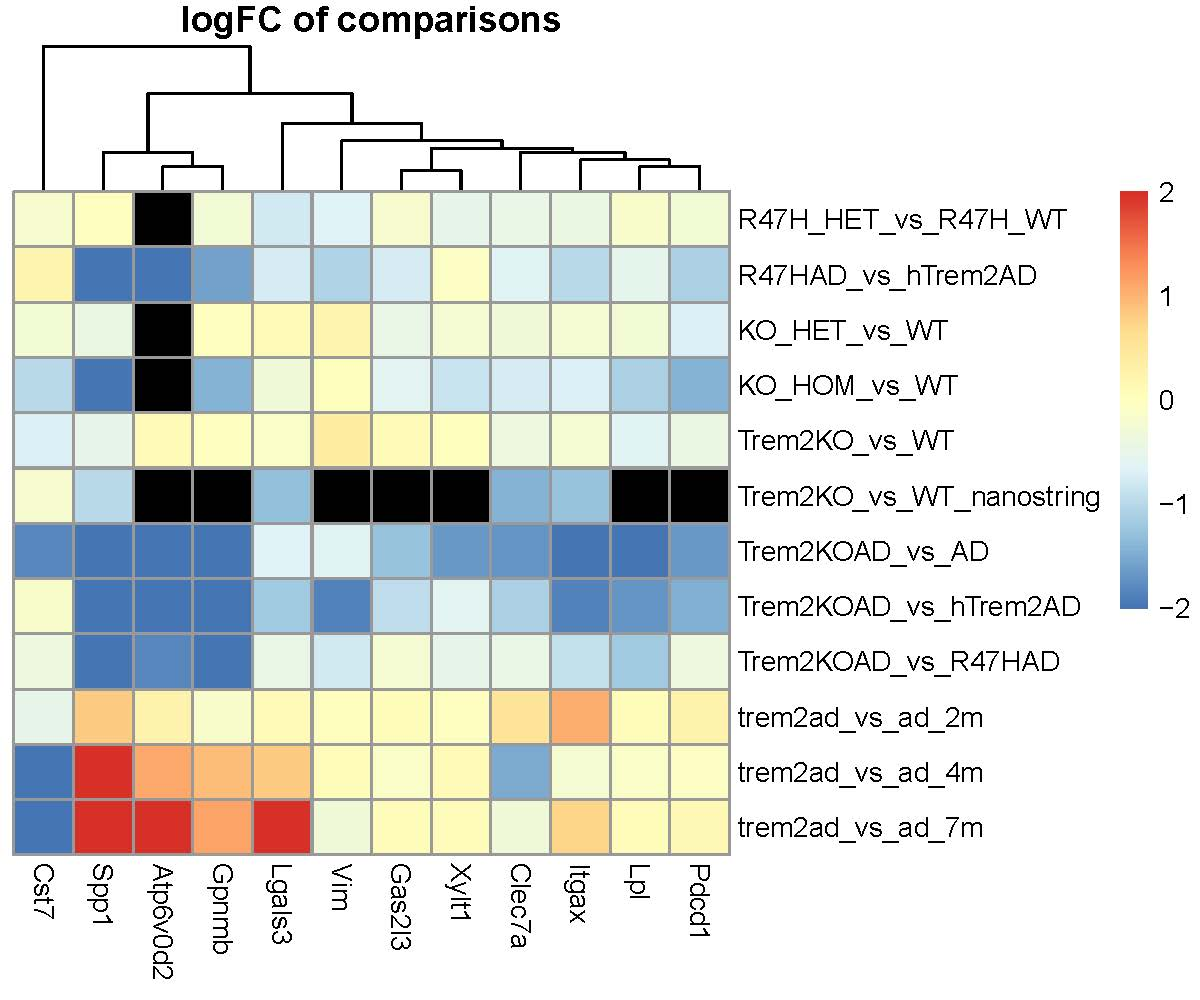 logFC of comparisons
R47H_HET_vs_R47H_WT
R47HAD_vs_hTrem2AD
KO_HET_vs_WT
KO_HOM_vs_WT
Trem2KO_vs_WT
Trem2KO_vs_WT_nanostring
Trem2KOAD_vs_AD
Trem2KOAD_vs_hTrem2AD
Trem2KOAD_vs_R47HAD
trem2ad_vs_ad_2m
trem2ad_vs_ad_4m
trem2ad_vs_ad_7m
2
1
0
−1
−2
Cst7
Spp1
Atp6v0d2
Gpnmb
Lgals3
Vim
Gas2l3
Xylt1
Clec7a
Itgax
Lpl
Pdcd1